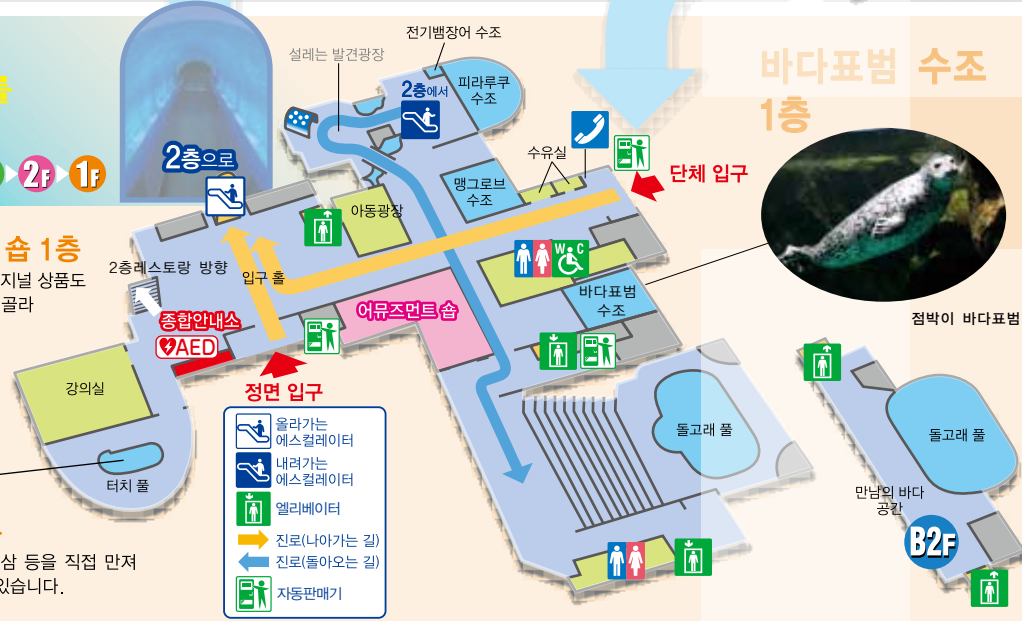 전기뱀장어 수조
설레는 발견광장
2층에서
피라루쿠
수조
바다표범 수조
1층
2F 1F
2층으로
수유실
단체 입구
맹그로브
수조
아동광장
숍 1층
지널 상품도
골라
2층레스토랑 방향
입구 홀
W C
바다표범
수조
어뮤즈먼트 숍
종합안내소
AED
점박이 바다표범
정면 입구
강의실
터치 풀
돌고래 풀
돌고래 풀
만남의 바다
공간
B2F
올라가는
에스컬레이터
내려가는
에스컬레이터
엘리베이터
진로(나아가는 길)
진로(돌아오는 길)
자동판매기
삼 등을 직접 만져
있습니다.